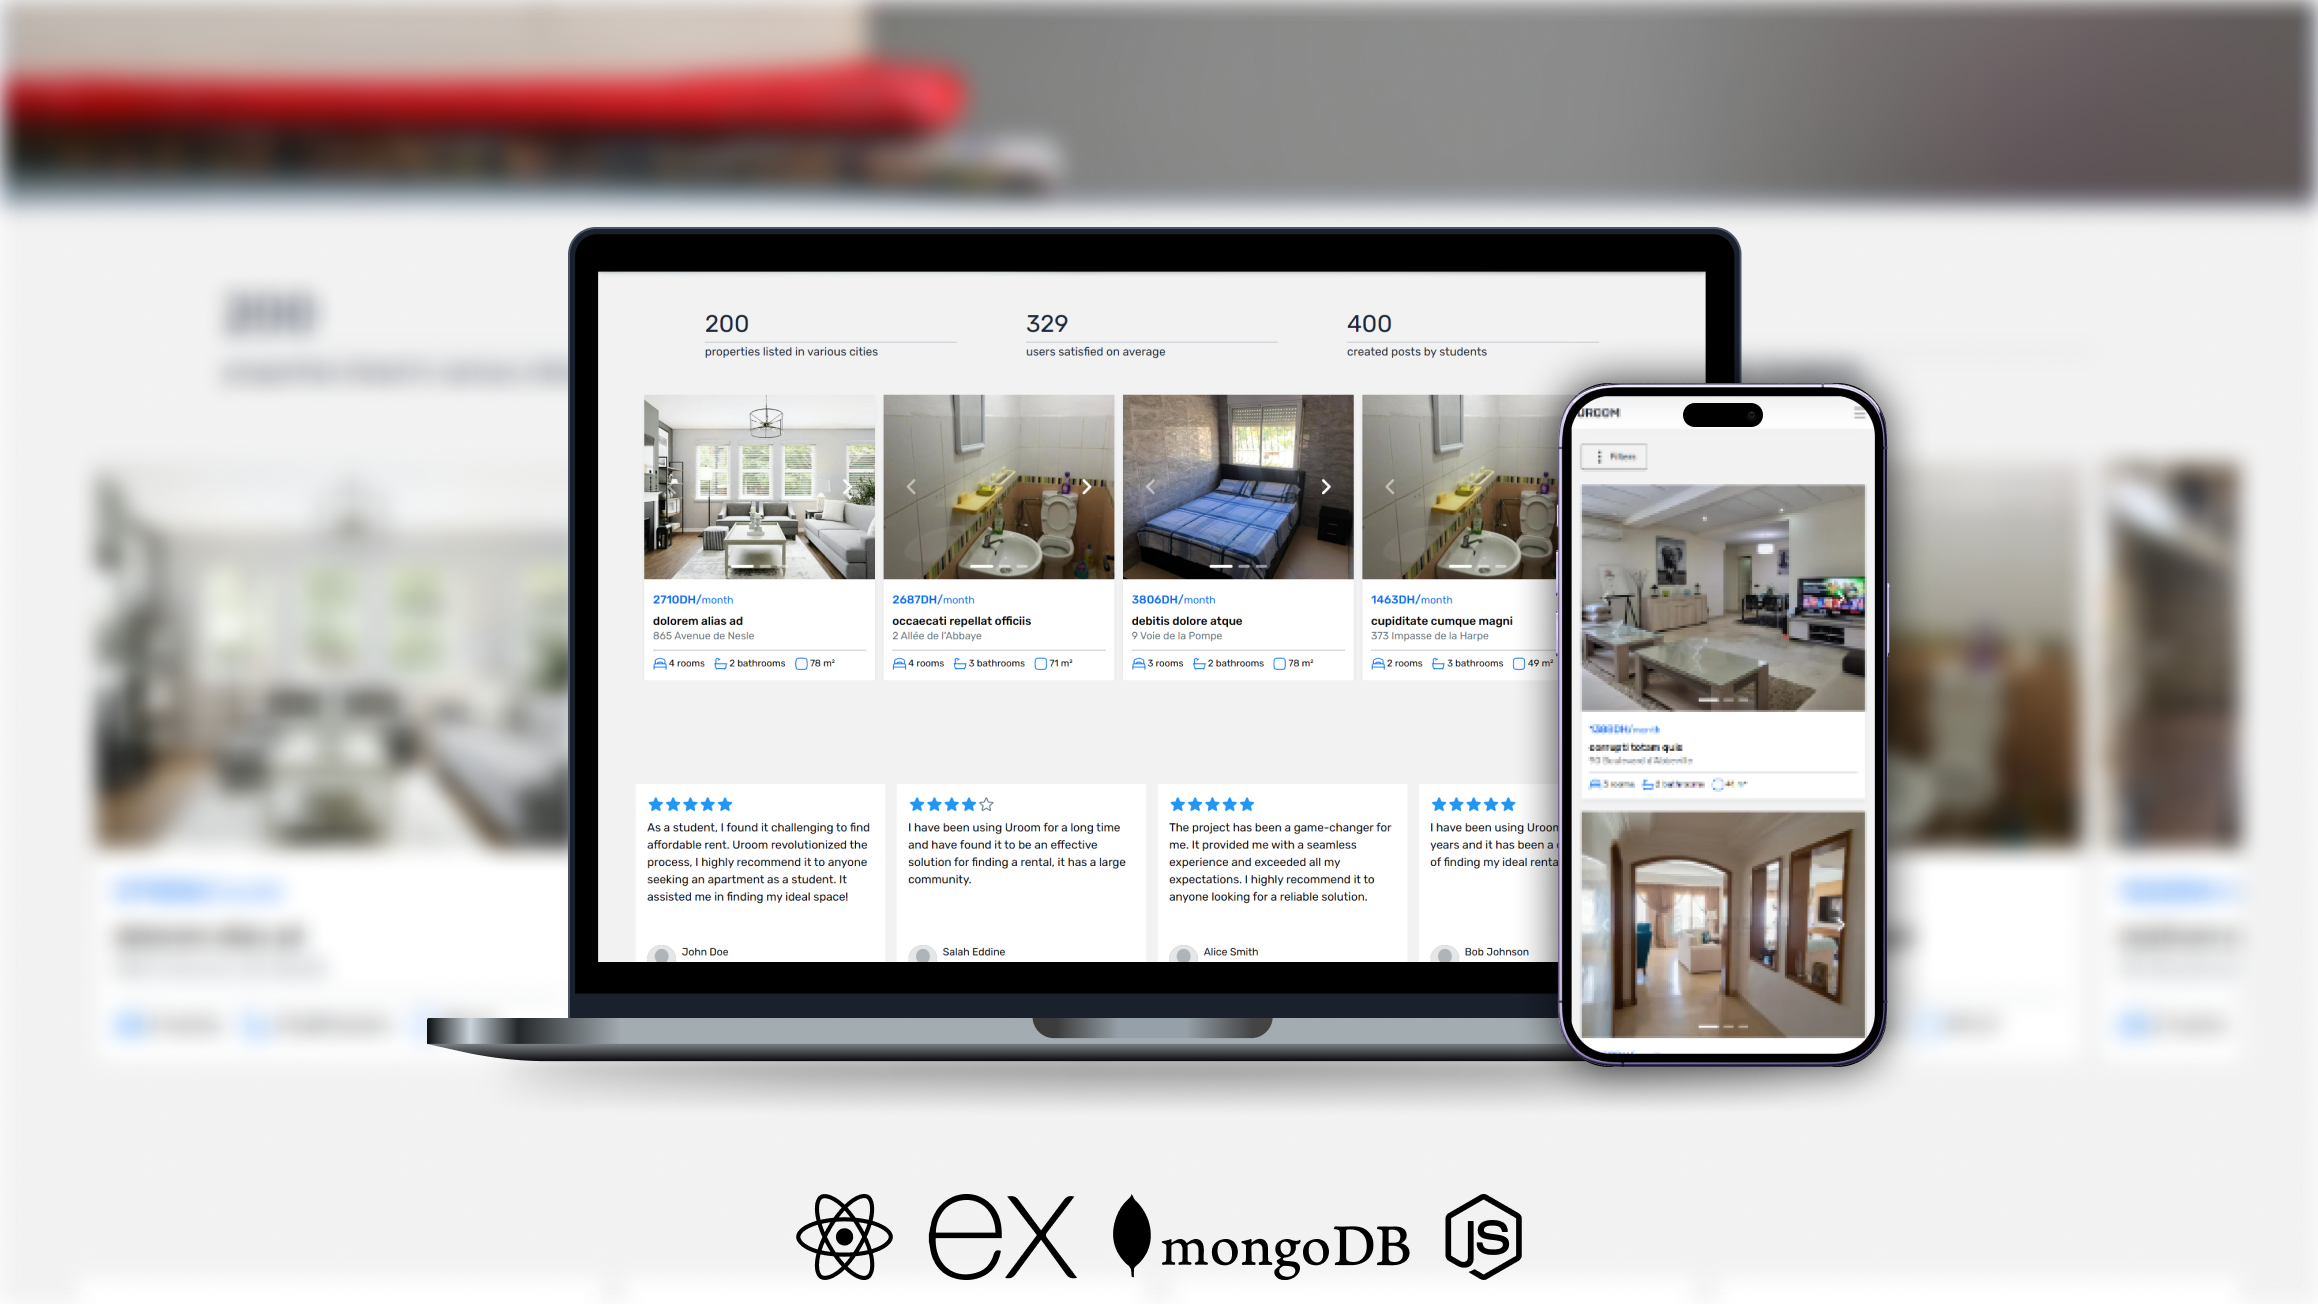 200
329
400
properties listed in various cities
users satisfied on average
created posts by students
2710DH/month
dolorem alias ad
865 Avenue de Nesle
4 rooms 2 bathrooms 78 m²
2687DH/month
occaecati repellat officiis
2 Allée de l'Abbaye
4 rooms 3 bathrooms 71 m²
3806DH/month
debitis dolore atque
9 Voie de la Pompe
3 rooms 2 bathrooms 78 m²
1463DH/month
cupiditate cumque magni
373 Impasse de la Harpe
2 rooms 3 bathrooms 49 m²
As a student, I found it challenging to find
affordable rent. Uroom revolutionized the
process, I highly recommend it to anyone
seeking an apartment as a student. It
assisted me in finding my ideal space!
John Doe
I have been using Uroom for a long time
and have found it to be an effective
solution for finding a rental, it has a large
community.
Salah Eddine
The project has been a game-changer for
me. It provided me with a seamless
experience and exceeded all my
expectations. I highly recommend it to
anyone looking for a reliable solution.
Alice Smith
I have been using Uroom
years and it has been a
of finding my ideal renta
Bob Johnson
UROOM
Filters
corrupti totam quis
rooms bathrooms
ex
mongoDB
JS